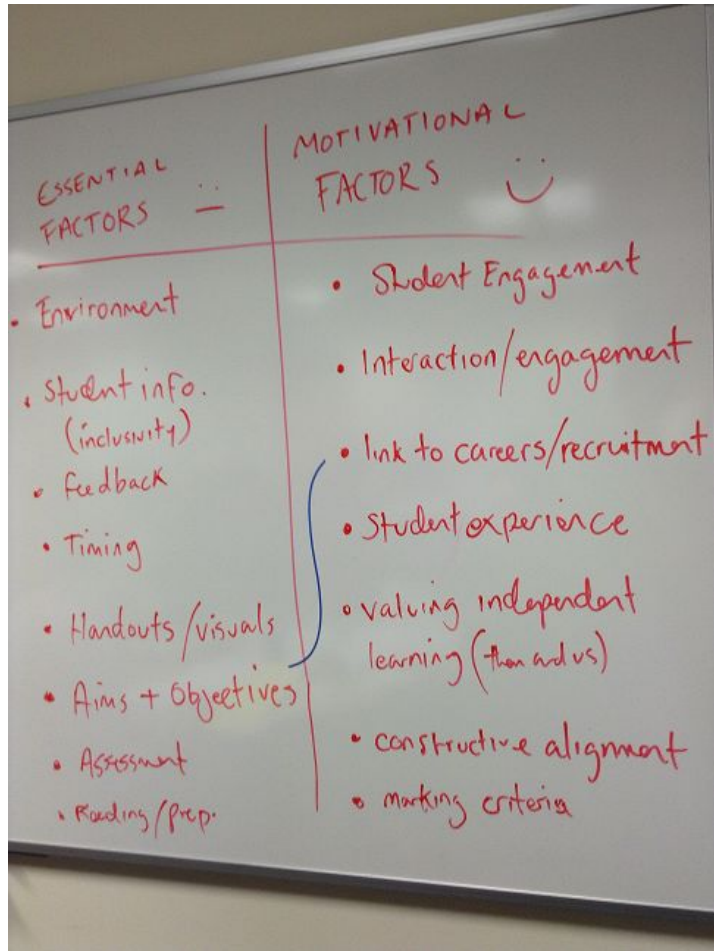 ESSENTIAL
FACTORS
• Environment
• Student info.
(inclusivity)
• feedback
• Timing
• Handouts/visuals
• Aims + Objectives
• Assessment
• Reading/prep.
MOTIVATIONAL
FACTORS
• Student Engagement
• Interaction/engagement
• link to careers/recruitment
• Student experience
• valuing independent
learning (them and us)
• constructive alignment
• marking criteria